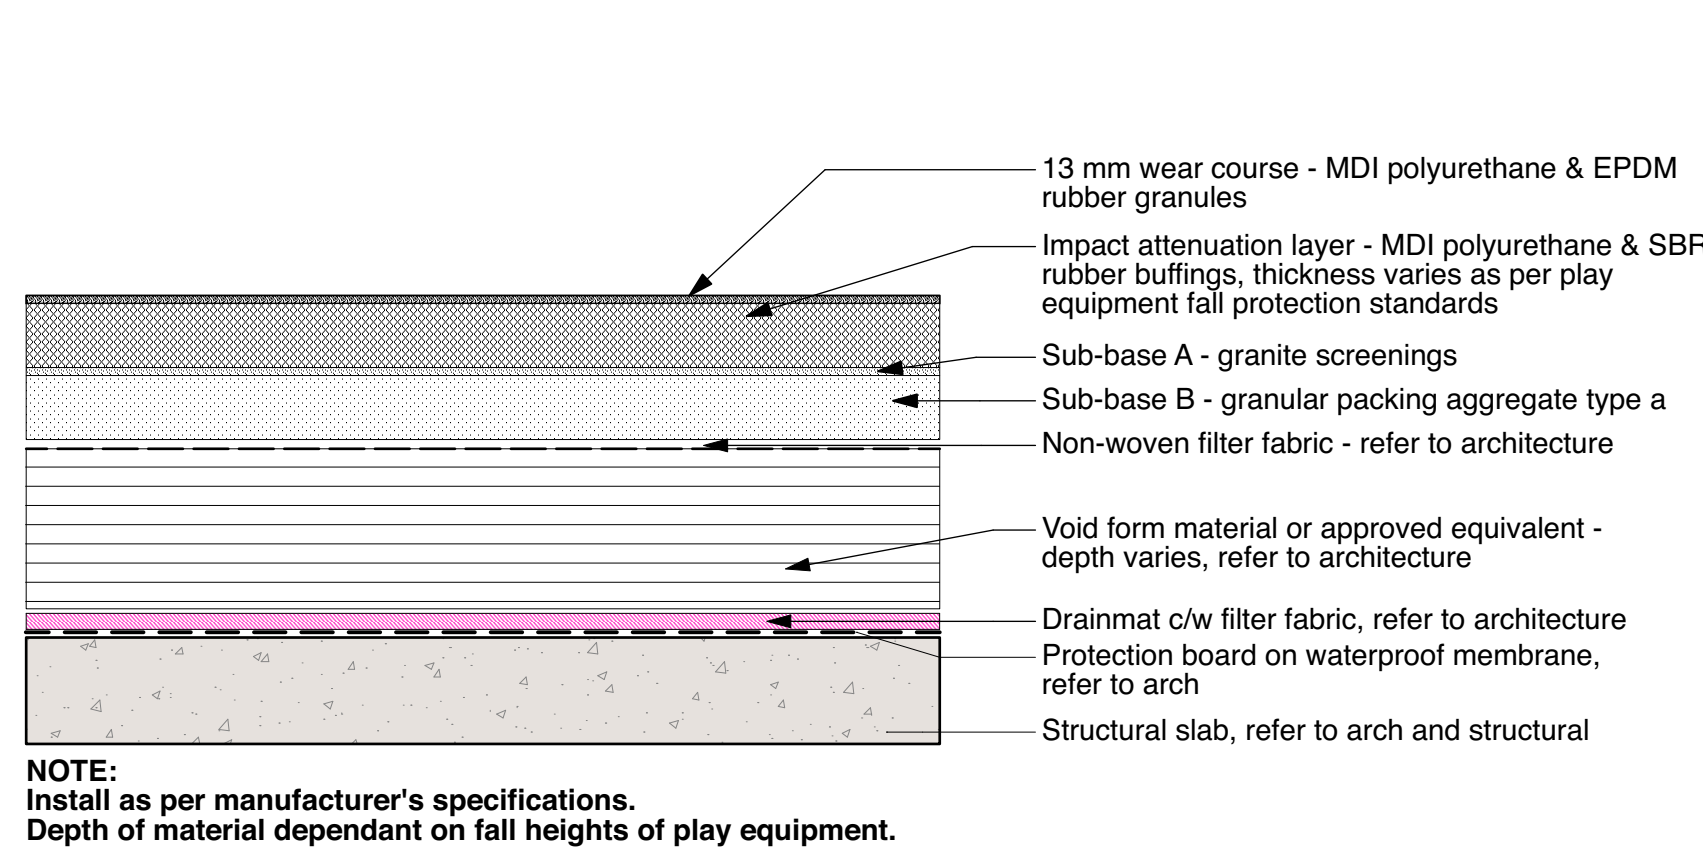 13 mm wear course - MDI polyurethane & EPDM
rubber granules
Impact attenuation layer - MDI polyurethane & SBR
rubber buffings, thickness varies as per play
equipment fall protection standards
Sub-base A - granite screenings
Sub-base B - granular packing aggregate type a
Non-woven filter fabric - refer to architecture
Void form material or approved equivalent -
depth varies, refer to architecture
Drainmat c/w filter fabric, refer to architecture
Protection board on waterproof membrane,
refer to arch
Structural slab, refer to arch and structural
NOTE:
Install as per manufacturer's specifications.
Depth of material dependant on fall heights of play equipment.